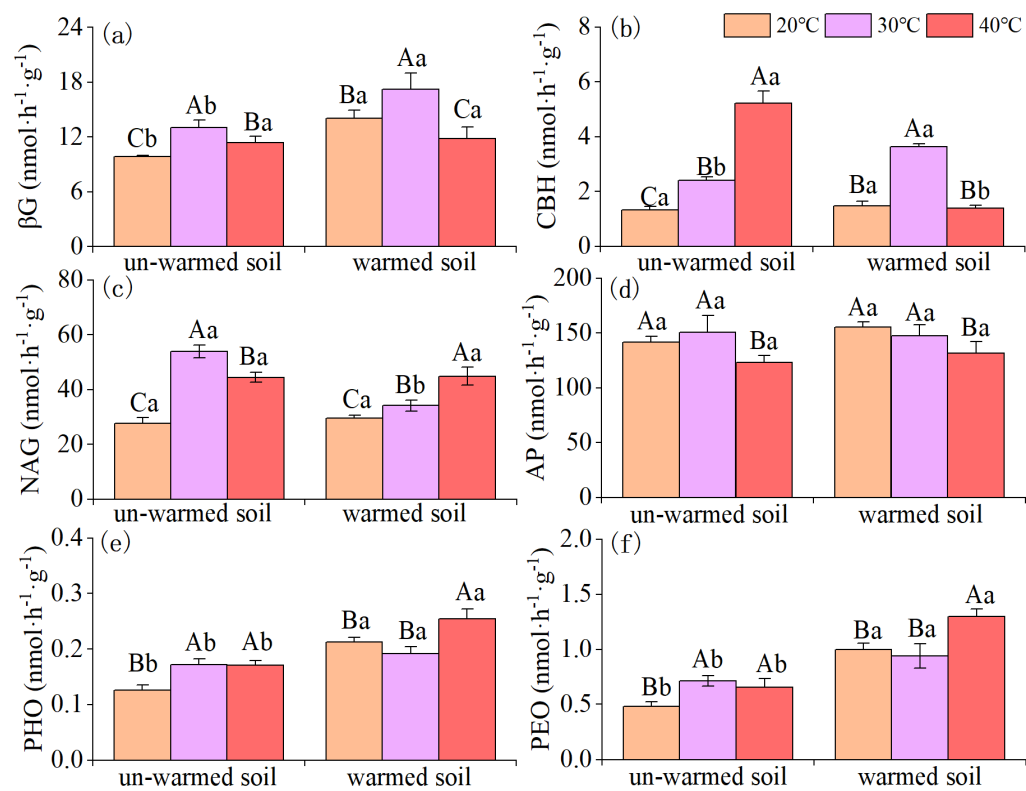 (a)
βG (nmol·h⁻¹·g⁻¹)
24
18
12
6
0
Cb Ab Ba Ba Aa Ca
un-warmed soil warmed soil
(b)
20℃ 30℃ 40℃
CBH (nmol·h⁻¹·g⁻¹)
8
6
4
2
0
Ca Bb Aa Ba Aa Bb
un-warmed soil warmed soil
(c)
NAG (nmol·h⁻¹·g⁻¹)
80
60
40
20
0
Ca Aa Ba Ca Bb Aa
un-warmed soil warmed soil
(d)
AP (nmol·h⁻¹·g⁻¹)
200
150
100
50
0
Aa Aa Ba Aa Aa Ba
un-warmed soil warmed soil
(e)
PHO (nmol·h⁻¹·g⁻¹)
0.4
0.3
0.2
0.1
0.0
Bb Ab Ab Ba Ba Aa
un-warmed soil warmed soil
(f)
PEO (nmol·h⁻¹·g⁻¹)
2.0
1.5
1.0
0.5
0.0
Bb Ab Ab Ba Ba Aa
un-warmed soil warmed soil